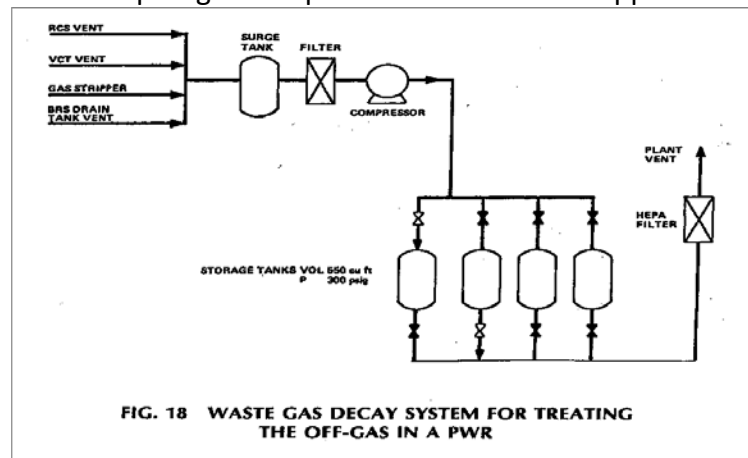 RCS VENT
VCT VENT
GAS STRIPPER
BRS DRAIN
TANK VENT
SURGE
TANK
FILTER
COMPRESSOR
PLANT
VENT
HEPA
FILTER
STORAGE TANKS VOL 550 cu ft
P 300 psig
FIG. 18 WASTE GAS DECAY SYSTEM FOR TREATING
THE OFF-GAS IN A PWR